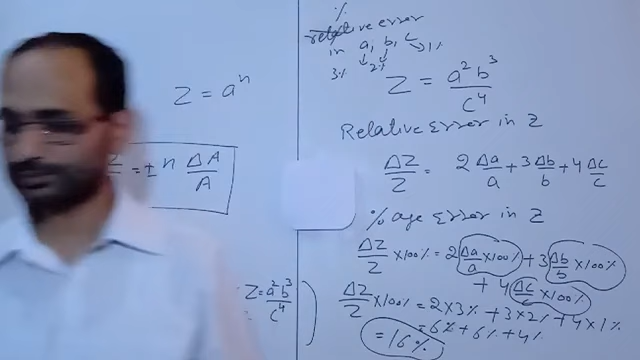 Z = aⁿ
Z = ± n ΔA/A
Z = a²b³/c⁴
%
relative error
in a, b, c
3% 2% 1%
Z = a²b³/c⁴
Relative Error in Z
ΔZ/Z = 2 Δa/a + 3 Δb/b + 4 Δc/c
%age Error in Z
ΔZ/Z ×100% = 2 Δa/a ×100% + 3 Δb/b ×100%
+ 4 Δc/c ×100%
ΔZ/Z ×100% = 2×3% + 3×2% + 4×1%
= 6% + 6% + 4%
= 16%